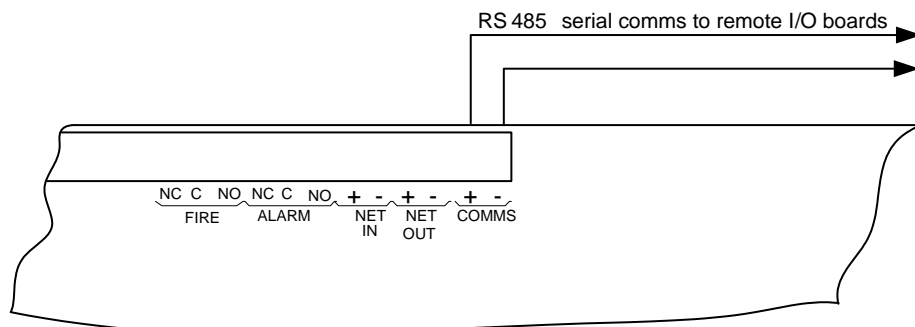 RS 485 serial comms to remote I/O boards
NC C NO NC C NO + - + - + -
FIRE ALARM NET IN NET OUT COMMS